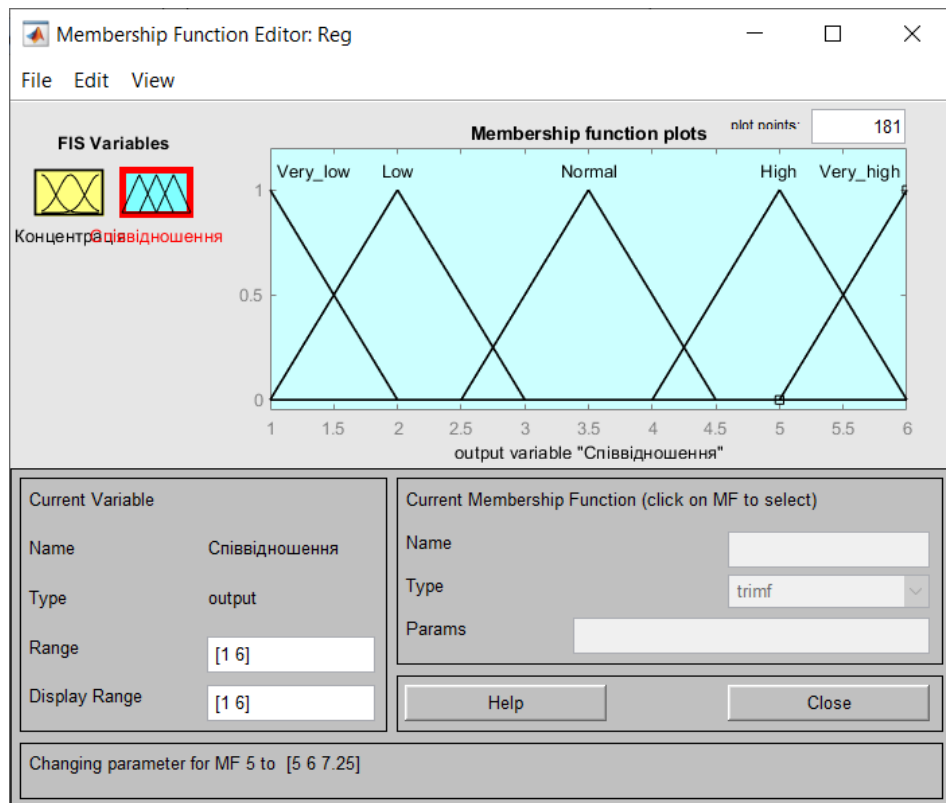 Membership Function Editor: Reg
File Edit View
FIS Variables
Концентрація
Співвідношення
Membership function plots
plot points:
181
Very_low Low Normal High Very_high
1
0.5
0
1 1.5 2 2.5 3 3.5 4 4.5 5 5.5 6
output variable "Співвідношення"
Current Variable
Name Співвідношення
Type output
Range [1 6]
Display Range [1 6]
Current Membership Function (click on MF to select)
Name
Type trimf
Params
Help Close
Changing parameter for MF 5 to [5 6 7.25]